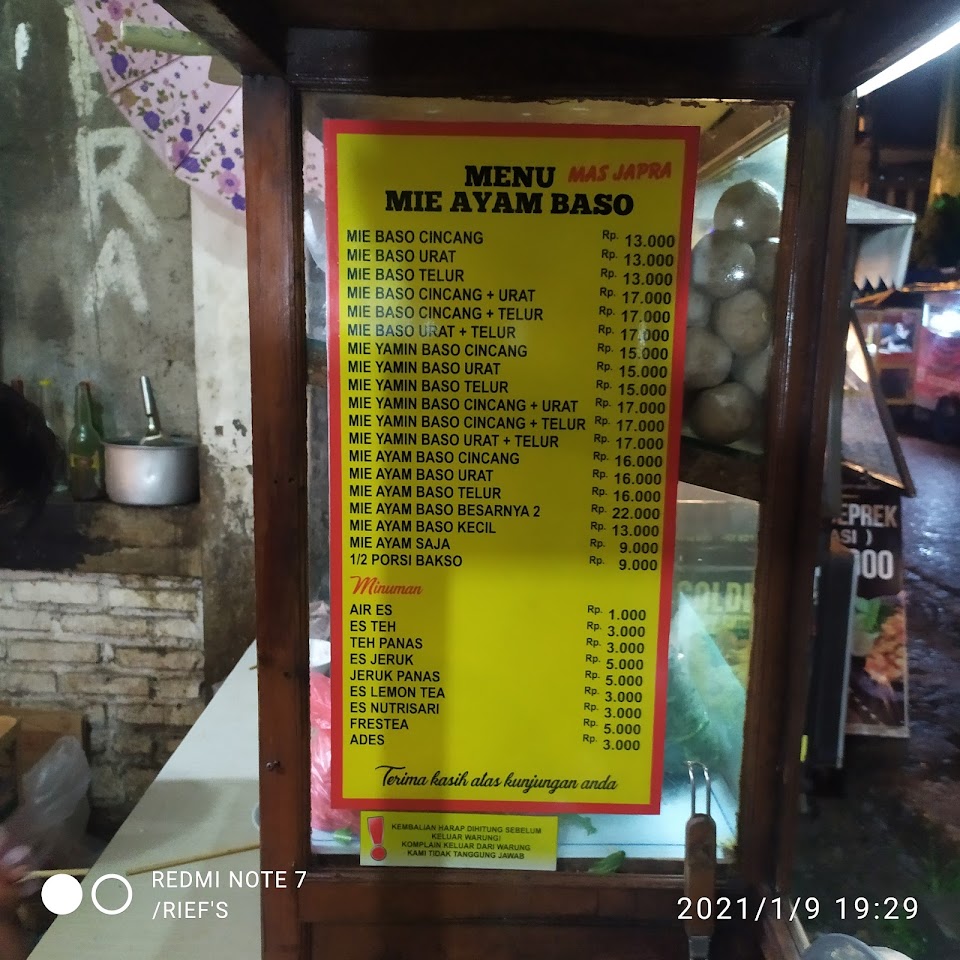 MENU MAS JAPRA
MIE AYAM BASO
MIE BASO CINCANG Rp. 13.000
MIE BASO URAT Rp. 13.000
MIE BASO TELUR Rp. 13.000
MIE BASO CINCANG + URAT Rp. 17.000
MIE BASO CINCANG + TELUR Rp. 17.000
MIE BASO URAT + TELUR Rp. 17.000
MIE YAMIN BASO CINCANG Rp. 15.000
MIE YAMIN BASO URAT Rp. 15.000
MIE YAMIN BASO TELUR Rp. 15.000
MIE YAMIN BASO CINCANG + URAT Rp. 17.000
MIE YAMIN BASO CINCANG + TELUR Rp. 17.000
MIE YAMIN BASO URAT + TELUR Rp. 17.000
MIE AYAM BASO CINCANG Rp. 16.000
MIE AYAM BASO URAT Rp. 16.000
MIE AYAM BASO TELUR Rp. 16.000
MIE AYAM BASO BESARNYA 2 Rp. 22.000
MIE AYAM BASO KECIL Rp. 13.000
MIE AYAM SAJA Rp. 9.000
1/2 PORSI BAKSO Rp. 9.000
Minuman
AIR ES Rp. 1.000
ES TEH Rp. 3.000
TEH PANAS Rp. 3.000
ES JERUK Rp. 5.000
JERUK PANAS Rp. 5.000
ES LEMON TEA Rp. 3.000
ES NUTRISARI Rp. 3.000
FRESTEA Rp. 5.000
ADES Rp. 3.000
Terima kasih atas kunjungan anda
KEMBALIAN HARAP DIHITUNG SEBELUM
KELUAR WARUNG!
KOMPLAIN KELUAR DARI WARUNG
KAMI TIDAK TANGGUNG JAWAB
RA
EPREK
ASI )
000
REDMI NOTE 7
/RIEF'S
2021/1/9 19:29